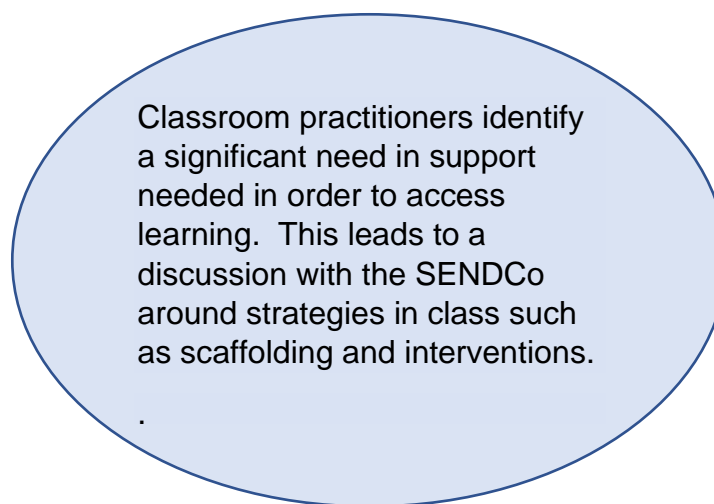 Classroom practitioners identify
a significant need in support
needed in order to access
learning.  This leads to a
discussion with the SENDCo
around strategies in class such
as scaffolding and interventions.
.